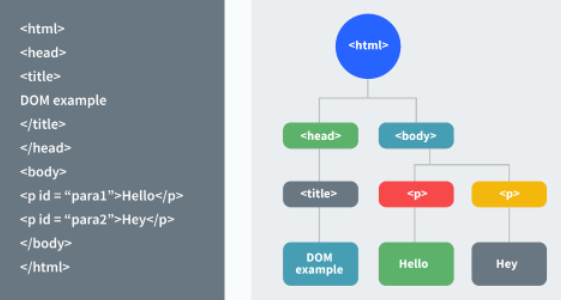 <html>
<head>
<title>
DOM example
</title>
</head>
<body>
<p id = “para1”>Hello</p>
<p id = “para2”>Hey</p>
</body>
</html>
<html>
<head> <body>
<title> <p> <p>
DOM
example
Hello
Hey